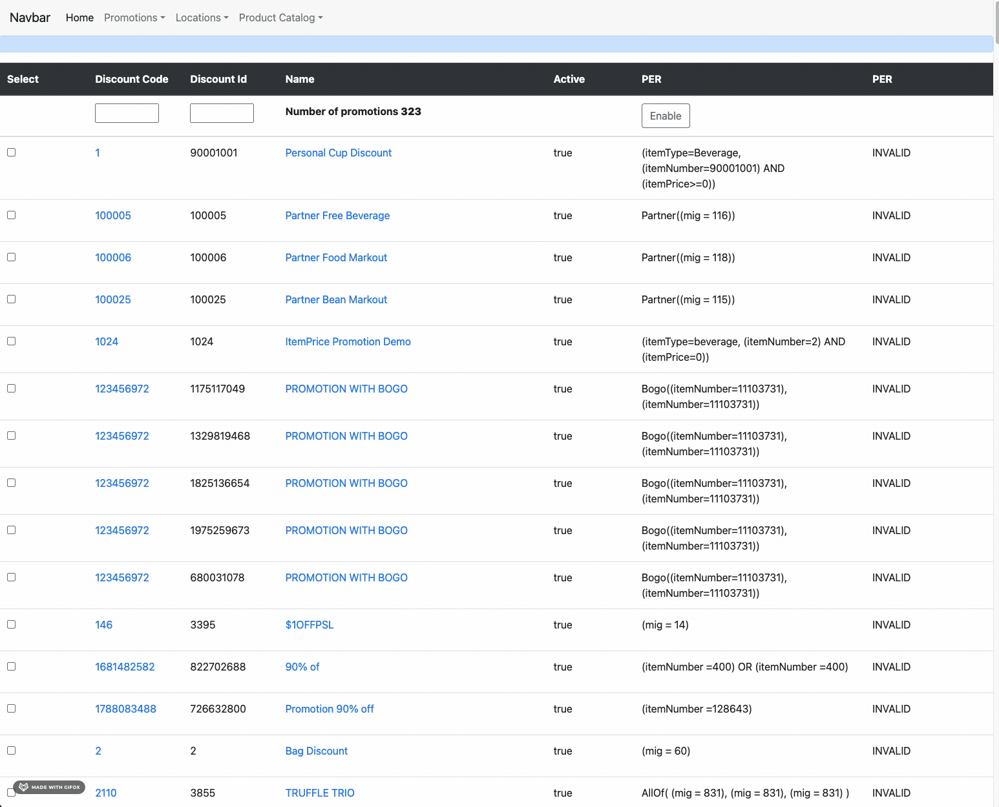 Navbar Home Promotions Locations Product Catalog
Select Discount Code Discount Id Name Active PER PER
Number of promotions 323 Enable
1 90001001 Personal Cup Discount true (itemType=Beverage, INVALID
(itemNumber=90001001) AND
(itemPrice>=0))
100005 100005 Partner Free Beverage true Partner((mig = 116)) INVALID
100006 100006 Partner Food Markout true Partner((mig = 118)) INVALID
100025 100025 Partner Bean Markout true Partner((mig = 115)) INVALID
1024 1024 ItemPrice Promotion Demo true (itemType=beverage, (itemNumber=2) AND INVALID
(itemPrice=0))
123456972 1175117049 PROMOTION WITH BOGO true Bogo((itemNumber=11103731), INVALID
(itemNumber=11103731))
123456972 1329819468 PROMOTION WITH BOGO true Bogo((itemNumber=11103731), INVALID
(itemNumber=11103731))
123456972 1825136654 PROMOTION WITH BOGO true Bogo((itemNumber=11103731), INVALID
(itemNumber=11103731))
123456972 1975259673 PROMOTION WITH BOGO true Bogo((itemNumber=11103731), INVALID
(itemNumber=11103731))
123456972 680031078 PROMOTION WITH BOGO true Bogo((itemNumber=11103731), INVALID
(itemNumber=11103731))
146 3395 $1OFFPSL true (mig = 14) INVALID
1681482582 822702688 90% of true (itemNumber =400) OR (itemNumber =400) INVALID
1788083488 726632800 Promotion 90% off true (itemNumber =128643) INVALID
2 2 Bag Discount true (mig = 60) INVALID
MADE WITH GIFOX
2110 3855 TRUFFLE TRIO true AllOf( (mig = 831), (mig = 831), (mig = 831) ) INVALID